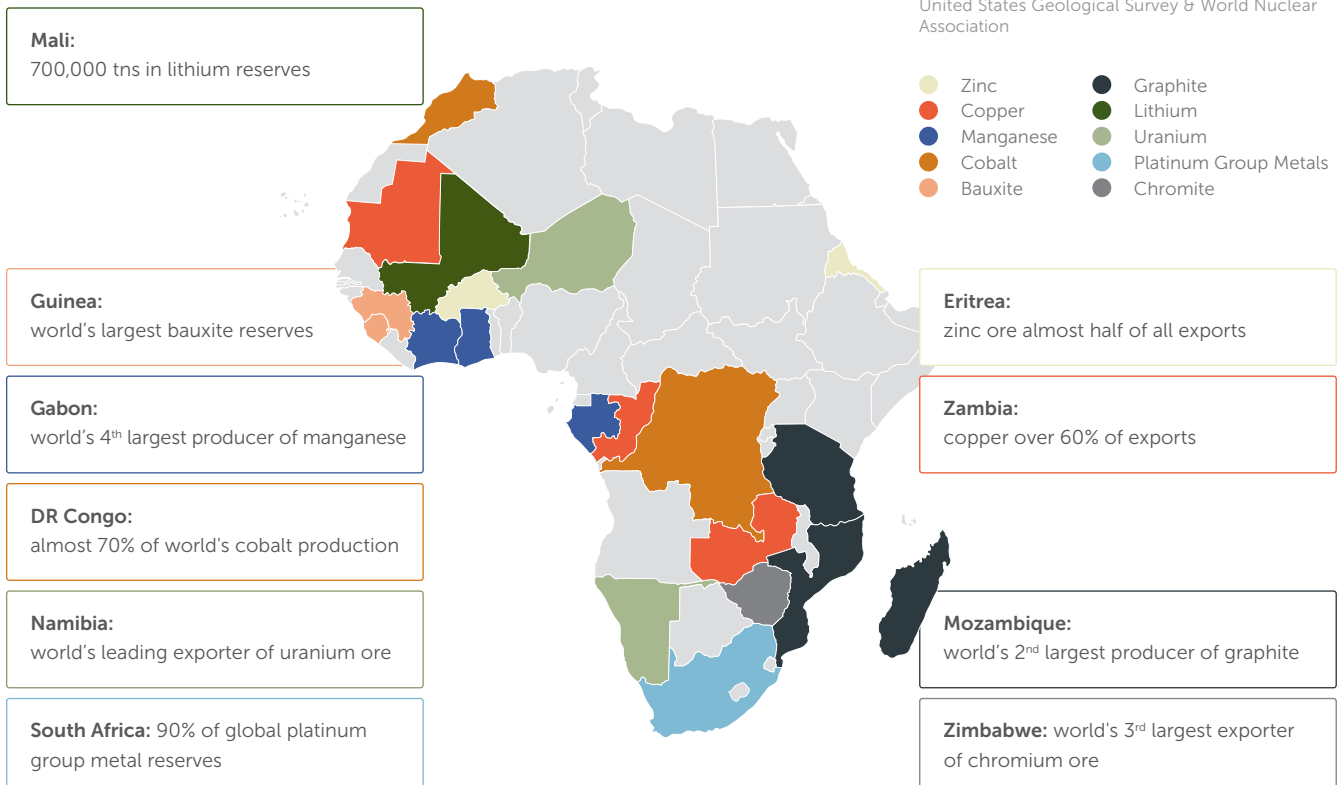 United States Geological Survey & World Nuclear
Association
Zinc
Copper
Manganese
Cobalt
Bauxite
Graphite
Lithium
Uranium
Platinum Group Metals
Chromite
Mali:
700,000 tns in lithium reserves
Guinea:
world's largest bauxite reserves
Gabon:
world's 4th largest producer of manganese
DR Congo:
almost 70% of world's cobalt production
Namibia:
world's leading exporter of uranium ore
South Africa: 90% of global platinum
group metal reserves
Eritrea:
zinc ore almost half of all exports
Zambia:
copper over 60% of exports
Mozambique:
world's 2nd largest producer of graphite
Zimbabwe: world's 3rd largest exporter
of chromium ore